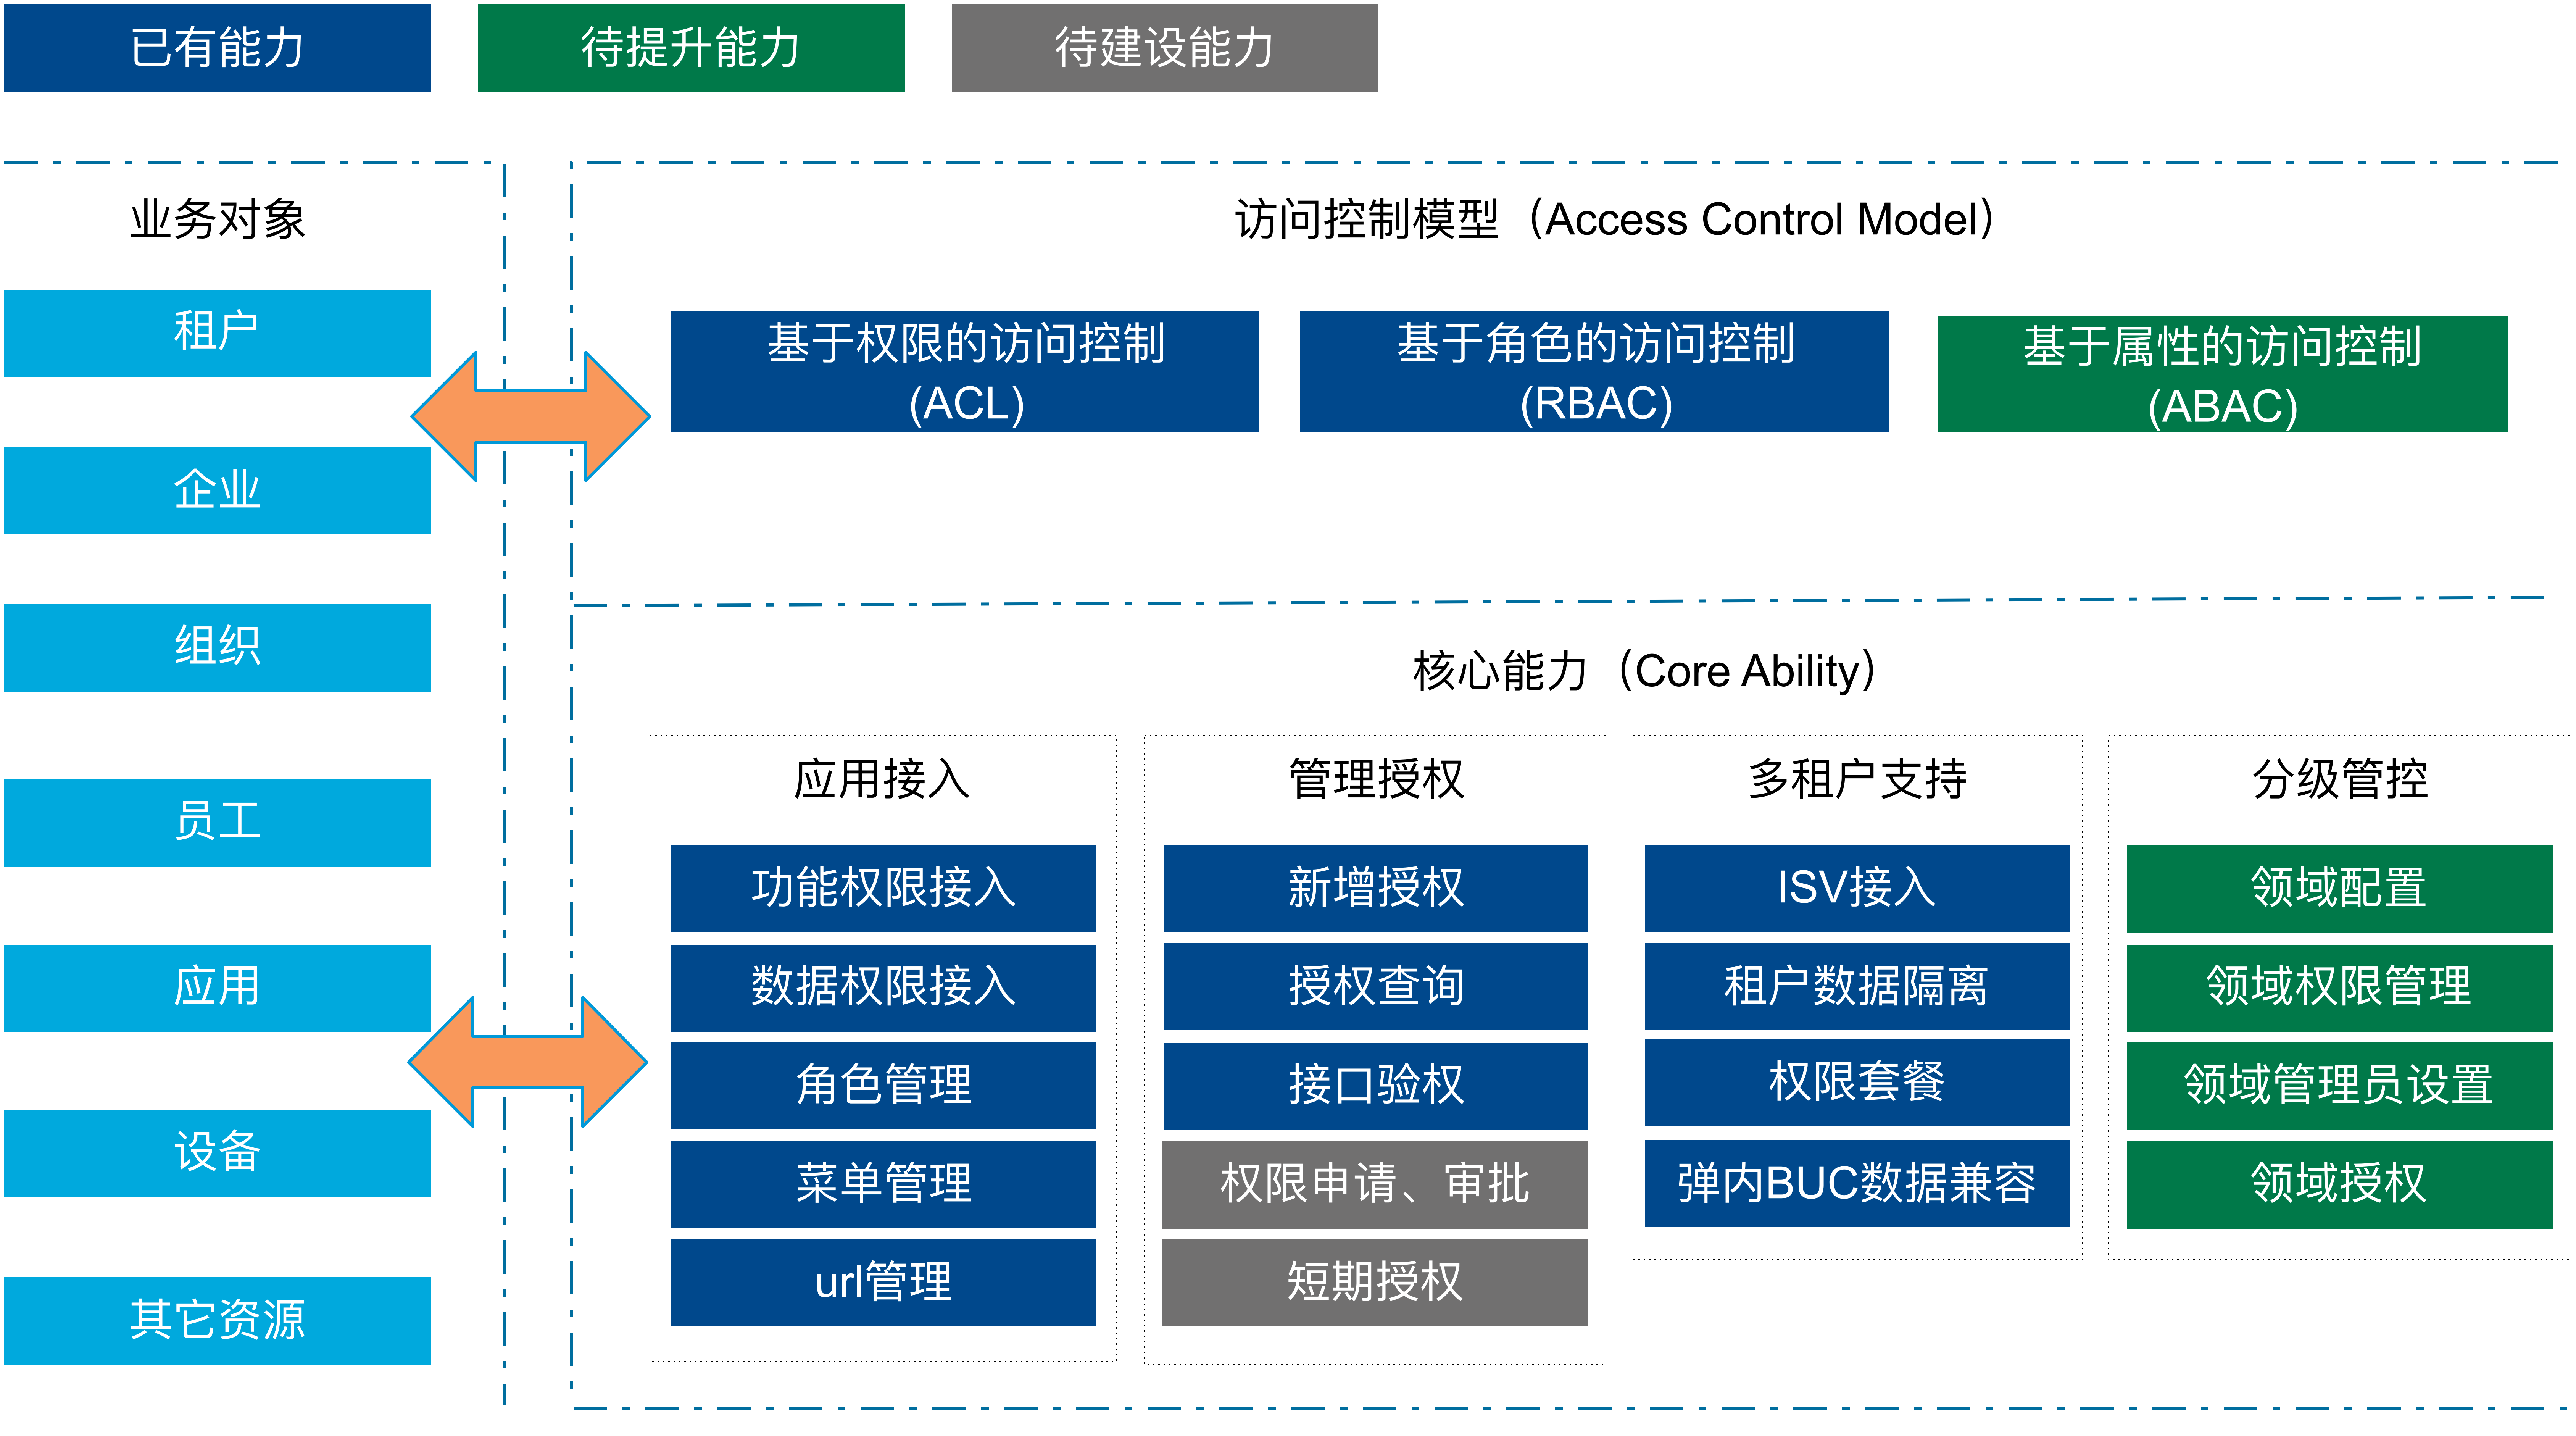 已有能力
待提升能力
待建设能力
业务对象
租户
企业
组织
员工
应用
设备
其它资源
访问控制模型（Access Control Model）
基于权限的访问控制
(ACL)
基于角色的访问控制
(RBAC)
基于属性的访问控制
(ABAC)
核心能力（Core Ability）
应用接入
功能权限接入
数据权限接入
角色管理
菜单管理
url管理
管理授权
新增授权
授权查询
接口验权
权限申请、审批
短期授权
多租户支持
ISV接入
租户数据隔离
权限套餐
弹内BUC数据兼容
分级管控
领域配置
领域权限管理
领域管理员设置
领域授权